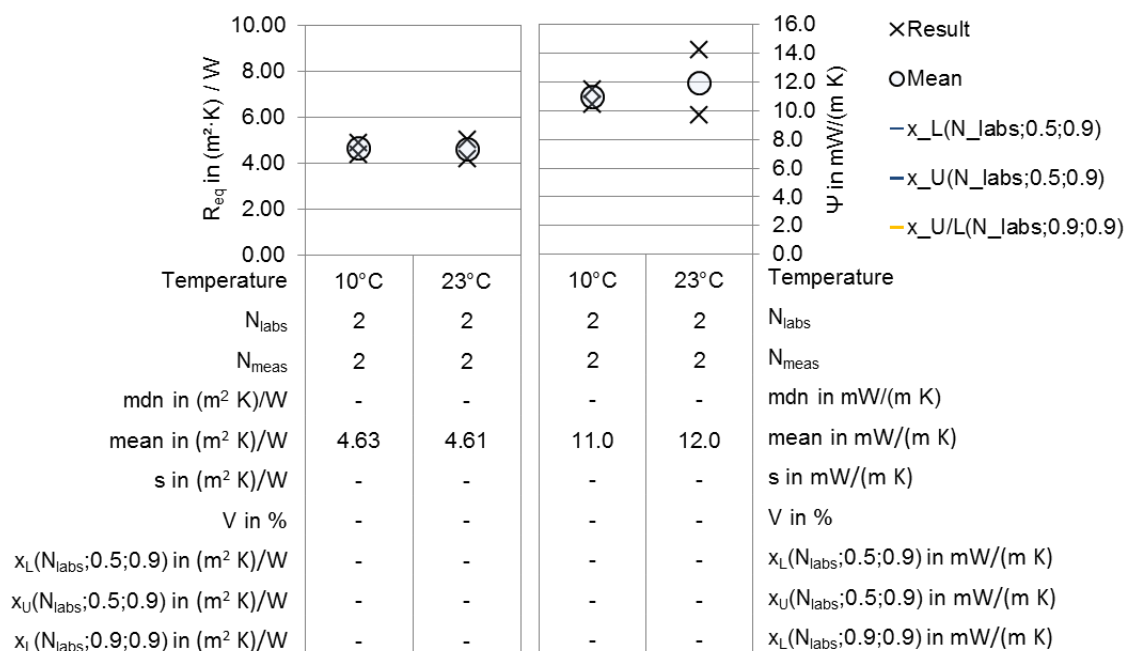 10.00
8.00
6.00
4.00
2.00
0.00
R_eq in (m²·K) / W
16.0
14.0
12.0
10.0
8.0
6.0
4.0
2.0
0.0
Ψ in mW/(m K)
×Result
○Mean
x_L(N_labs;0.5;0.9)
x_U(N_labs;0.5;0.9)
x_U/L(N_labs;0.9;0.9)
Temperature 10°C 23°C 10°C 23°C Temperature
N_labs 2 2 2 2 N_labs
N_meas 2 2 2 2 N_meas
mdn in (m² K)/W - - - - mdn in mW/(m K)
mean in (m² K)/W 4.63 4.61 11.0 12.0 mean in mW/(m K)
s in (m² K)/W - - - - s in mW/(m K)
V in % - - - - V in %
x_L(N_labs;0.5;0.9) in (m² K)/W - - - - x_L(N_labs;0.5;0.9) in mW/(m K)
x_U(N_labs;0.5;0.9) in (m² K)/W - - - - x_U(N_labs;0.5;0.9) in mW/(m K)
x_L(N_labs;0.9;0.9) in (m² K)/W - - - - x_L(N_labs;0.9;0.9) in mW/(m K)